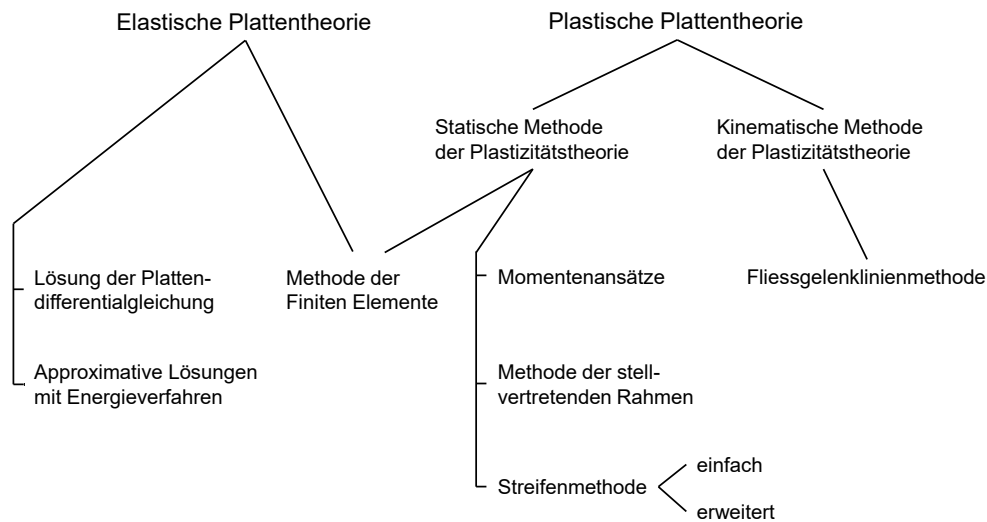 Elastische Plattentheorie
Plastische Plattentheorie
Statische Methode
der Plastizitätstheorie
Kinematische Methode
der Plastizitätstheorie
Lösung der Platten-
differentialgleichung
Methode der
Finiten Elemente
Momentenansätze
Fliessgelenklinienmethode
Approximative Lösungen
mit Energieverfahren
Methode der stell-
vertretenden Rahmen
Streifenmethode
einfach
erweitert